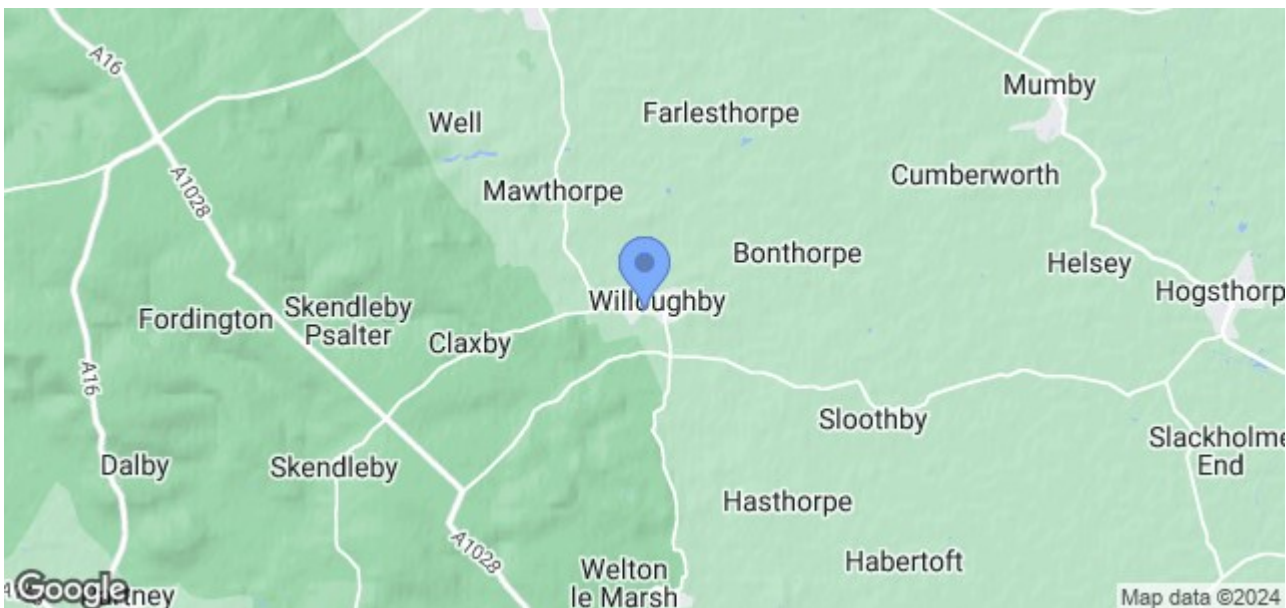 A16
Mumby
Farlesthorpe
Well
Cumberworth
A1028
Mawthorpe
Bonthorpe
Helsey
Hogsthorp
Willoughby
Skendleby
Psalter
Fordington
Claxby
A16
Sloothby
Slackholme
End
Dalby
Skendleby
Hasthorpe
A1028
Habertoft
Welton
le Marsh
Google
rtney
Map data ©2024